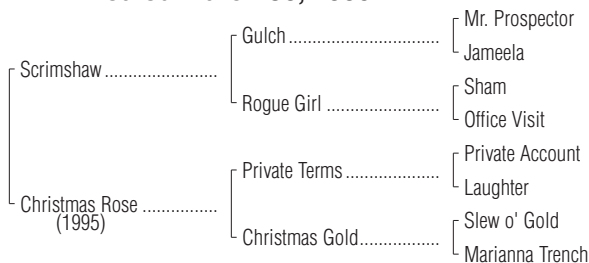 Mr. Prospector
Gulch
Jameela
Scrimshaw
Sham
Rogue Girl
Office Visit
Private Account
Private Terms
Laughter
Christmas Rose
(1995)
Slew o' Gold
Christmas Gold
Marianna Trench